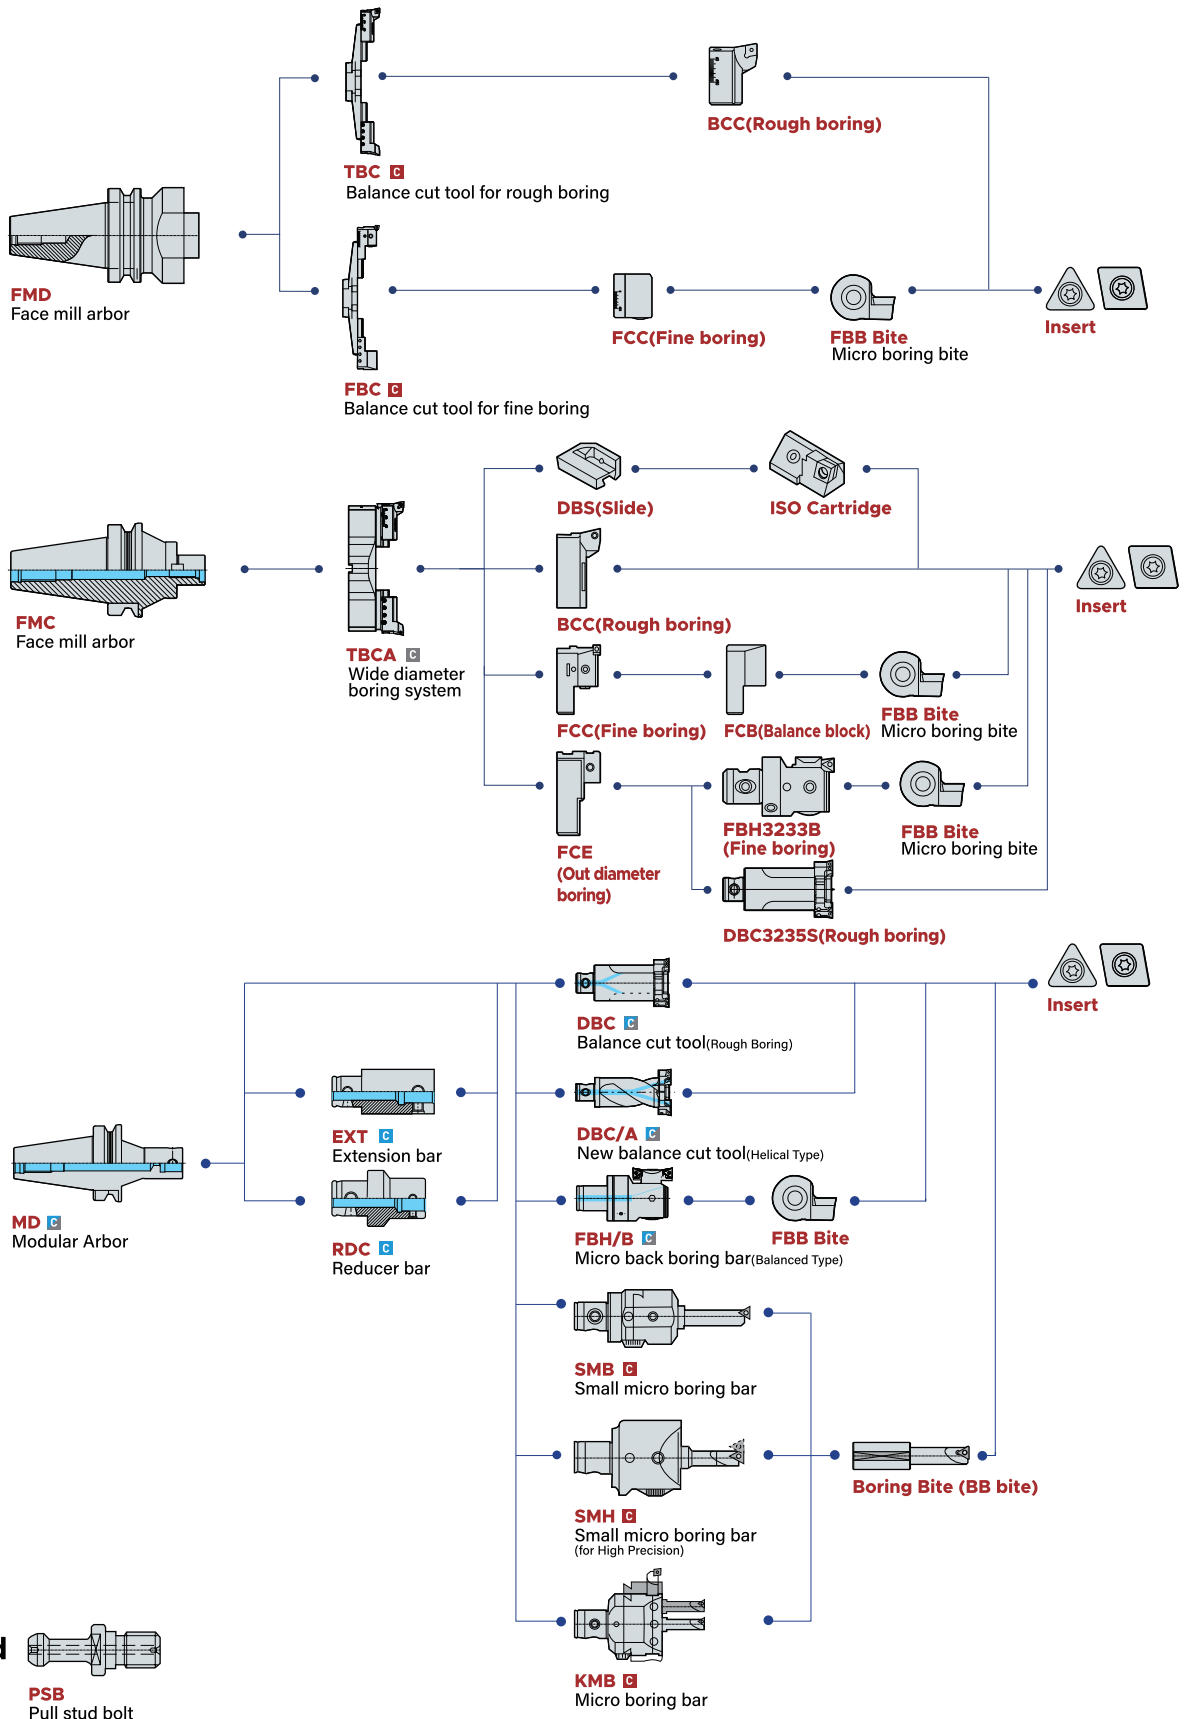 BCC(Rough boring)
TBC C
Balance cut tool for rough boring
FMD
Face mill arbor
FCC(Fine boring)
FBB Bite
Micro boring bite
Insert
FBC C
Balance cut tool for fine boring
DBS(Slide)
ISO Cartridge
FMC
Face mill arbor
BCC(Rough boring)
Insert
TBCA C
Wide diameter
boring system
FCC(Fine boring)
FCB(Balance block)
FBB Bite
Micro boring bite
FCE
(Out diameter
boring)
FBH3233B
(Fine boring)
FBB Bite
Micro boring bite
DBC3235S(Rough boring)
Insert
DBC C
Balance cut tool(Rough Boring)
EXT C
Extension bar
DBC/A C
New balance cut tool(Helical Type)
MD C
Modular Arbor
RDC C
Reducer bar
FBH/B C
Micro back boring bar(Balanced Type)
FBB Bite
SMB C
Small micro boring bar
SMH C
Small micro boring bar
(for High Precision)
Boring Bite (BB bite)
KMB C
Micro boring bar
d
PSB
Pull stud bolt